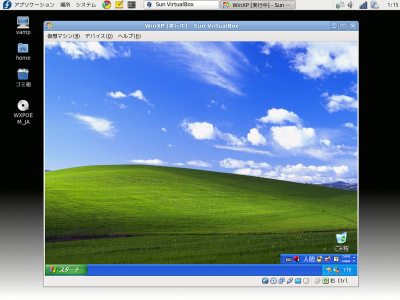 アプリケーション 場所 システム
Sun VirtualBox
WinXP [実行中] - Sun ...
1:15
vamp
home
ゴミ箱
WXPOE
M_JA
WinXP [実行中] - Sun VirtualBox
仮想マシン(M) デバイス(D) ヘルプ(H)
ごみ箱
スタート
1:15
右 Ctrl